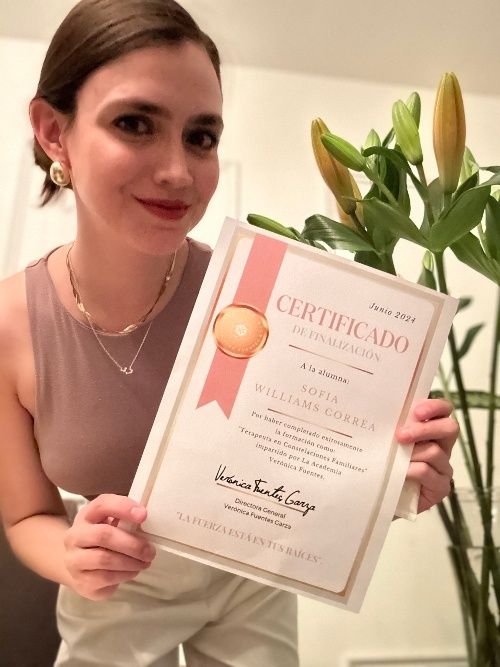 Junio 2024
CERTIFICADO
DE FINALIZACIÓN
A la alumna:
SOFIA
WILLIAMS CORREA
Por haber completado exitosamente
la formación como:
"Terapeuta en Constelaciones Familiares"
impartido por La Academia
Verónica Fuentes.
Verónica Fuentes Garza
Directora General
Verónica Fuentes Garza
"LA FUERZA ESTÁ EN TUS RAÍCES"